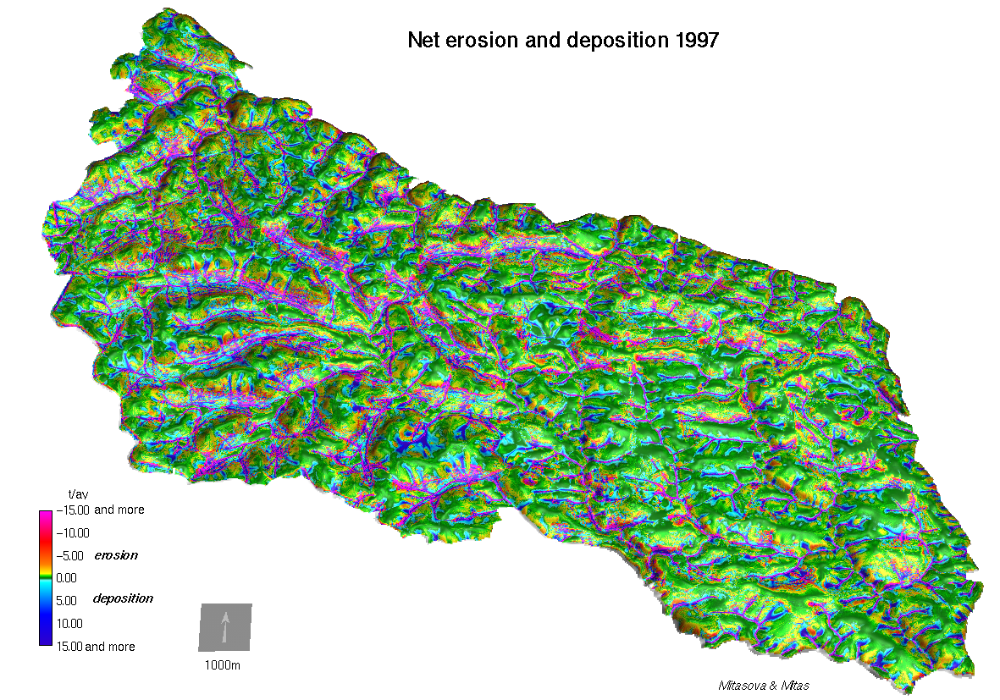 Net erosion and deposition 1997
t/ay
−15.00 and more
−10.00
−5.00 erosion
0.00
deposition
5.00
10.00
15.00 and more
1000m
Mitasova & Mitas